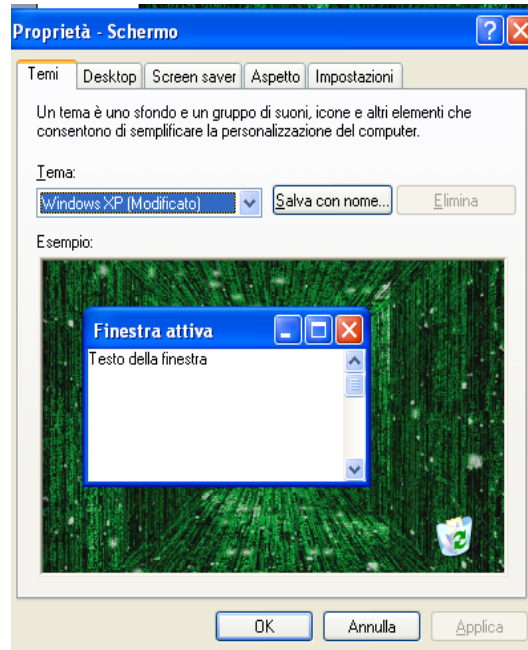 Proprietà - Schermo
Temi
Desktop
Screen saver
Aspetto
Impostazioni
Un tema è uno sfondo e un gruppo di suoni, icone e altri elementi che
consentono di semplificare la personalizzazione del computer.
Tema:
Windows XP (Modificato)
Salva con nome...
Elimina
Esempio:
Finestra attiva
Testo della finestra
OK
Annulla
Applica